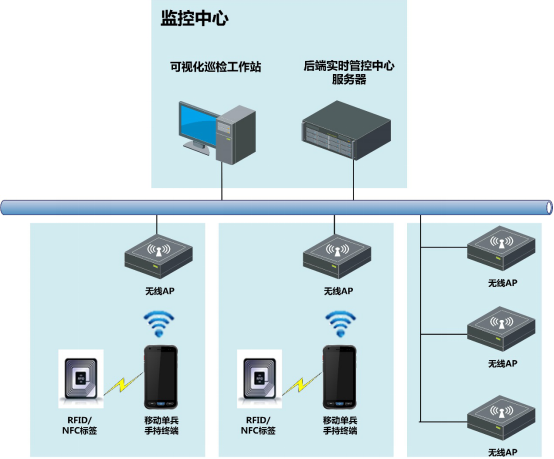 监控中心
可视化巡检工作站
后端实时管控中心
服务器
无线AP
无线AP
无线AP
无线AP
无线AP
RFID/
NFC标签
移动单兵
手持终端
RFID/
NFC标签
移动单兵
手持终端